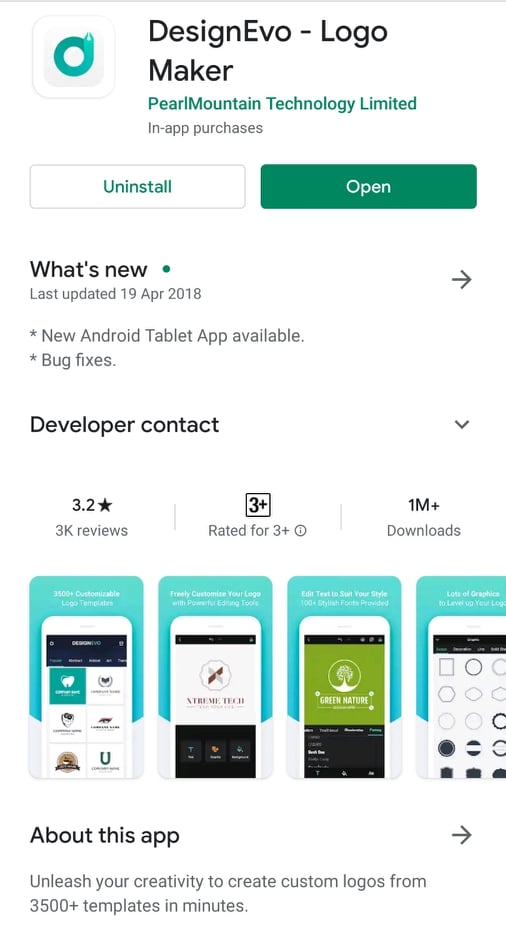 DesignEvo - Logo
Maker
PearlMountain Technology Limited
In-app purchases
Uninstall
Open
What's new
Last updated 19 Apr 2018
* New Android Tablet App available.
* Bug fixes.
Developer contact
3.2★
3K reviews
3+
Rated for 3+
1M+
Downloads
3500+ Customizable
Logo Templates
DESIGNEVO
Freely Customize Your Logo
with Powerful Editing Tools
XTREME TECH
Edit Text to Suit Your Style
100+ Stylish Fonts Provided
GREEN NATURE
Lots of Graphics
to Level up Your Logo
About this app
Unleash your creativity to create custom logos from
3500+ templates in minutes.